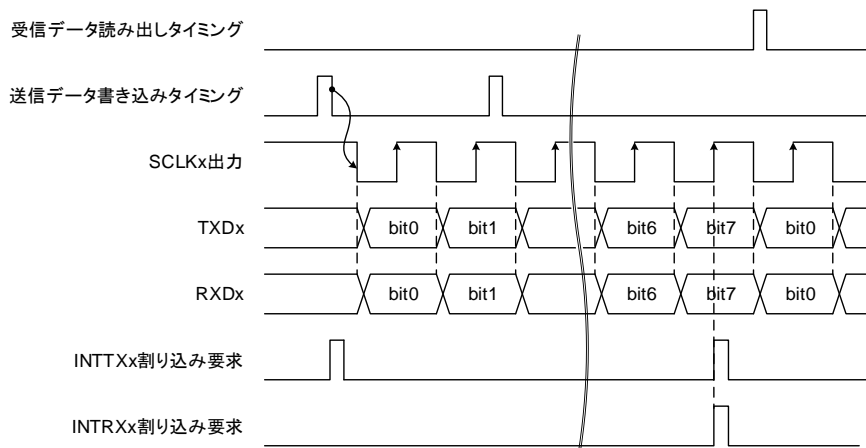 受信データ読み出しタイミング
送信データ書き込みタイミング
SCLKx出力
TXDx
bit0
bit1
bit6
bit7
bit0
RXDx
bit0
bit1
bit6
bit7
bit0
INTTXx割り込み要求
INTRXx割り込み要求